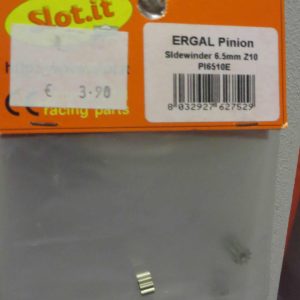 slot.it
€ 3.90
racing parts
ERGAL Pinion
Sidewinder 6.5mm Z10
PI6510E
8 032927 627529